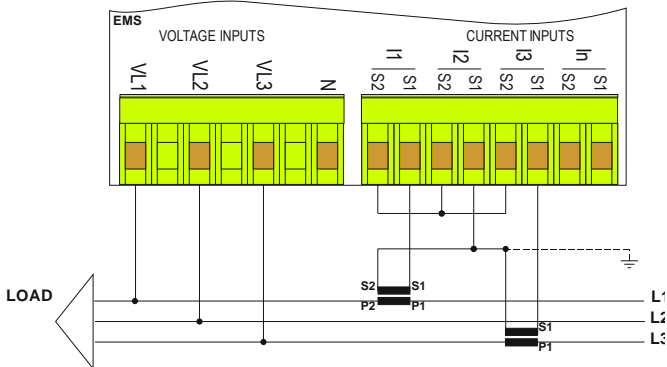 EMS
VOLTAGE INPUTS
CURRENT INPUTS
I1
I2
I3
In
VL1
VL2
VL3
N
S2
S1
S2
S1
S2
S1
S2
S1
S2
S1
P2
P1
LOAD
L1
L2
S1
L3
P1